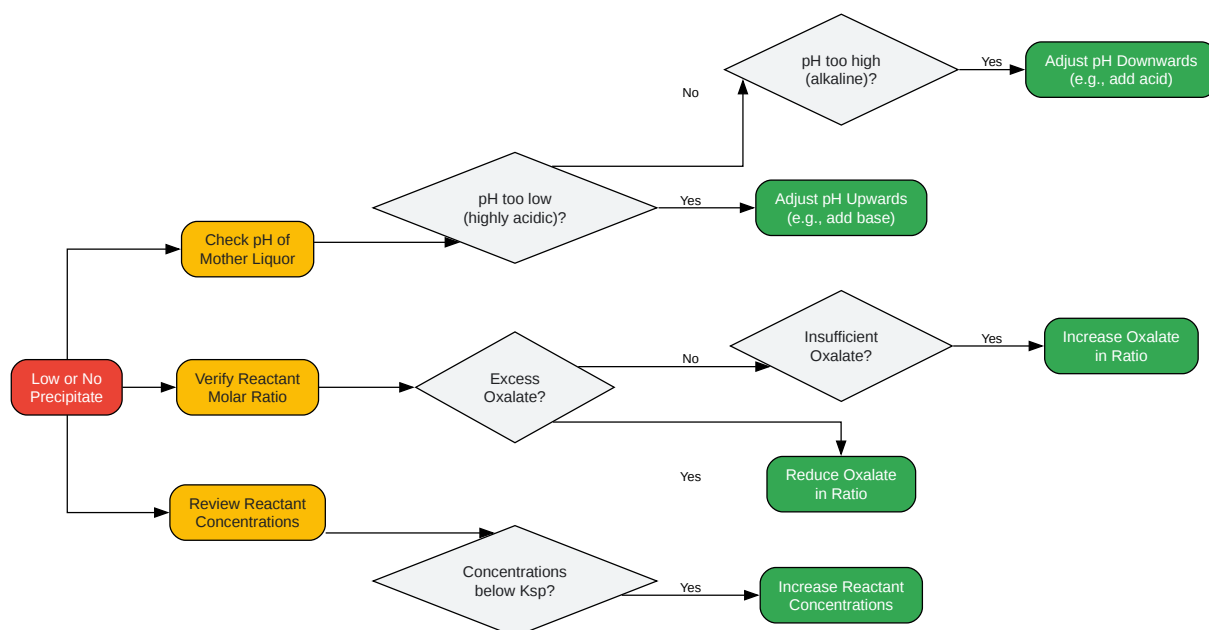 pH too high
(alkaline)?
Yes
Adjust pH Downwards
(e.g., add acid)
No
pH too low
(highly acidic)?
Yes
Adjust pH Upwards
(e.g., add base)
Check pH of
Mother Liquor
Low or No
Precipitate
Verify Reactant
Molar Ratio
Excess
Oxalate?
No
Insufficient
Oxalate?
Yes
Increase Oxalate
in Ratio
Yes
Reduce Oxalate
in Ratio
Review Reactant
Concentrations
Concentrations
below Ksp?
Yes
Increase Reactant
Concentrations